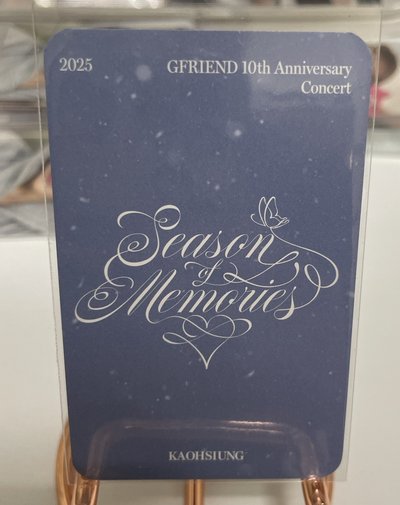 2025
GFRIEND 10th Anniversary
Concert
Season
of
Memories
KAOHSIUNG